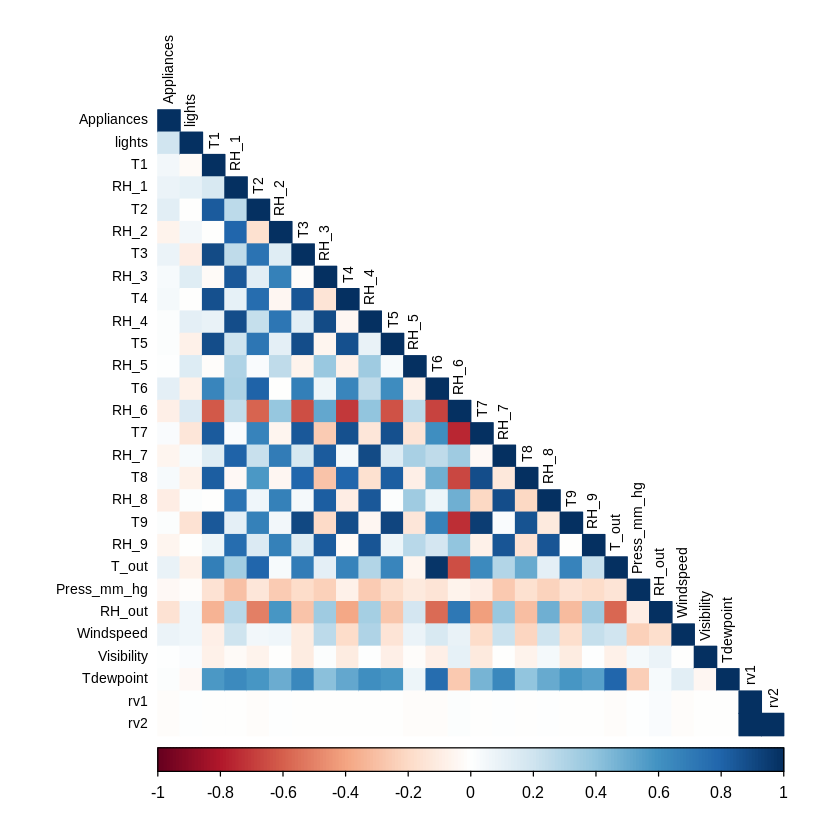 Appliances
lights
T1
RH_1
T2
RH_2
T3
RH_3
T4
RH_4
T5
RH_5
T6
RH_6
T7
RH_7
T8
RH_8
T9
RH_9
T_out
Press_mm_hg
RH_out
Windspeed
Visibility
Tdewpoint
rv1
rv2
Appliances
lights
T1
RH_1
T2
RH_2
T3
RH_3
T4
RH_4
T5
RH_5
T6
RH_6
T7
RH_7
T8
RH_8
T9
RH_9
T_out
Press_mm_hg
RH_out
Windspeed
Visibility
Tdewpoint
rv1
rv2
-1 -0.8 -0.6 -0.4 -0.2 0 0.2 0.4 0.6 0.8 1